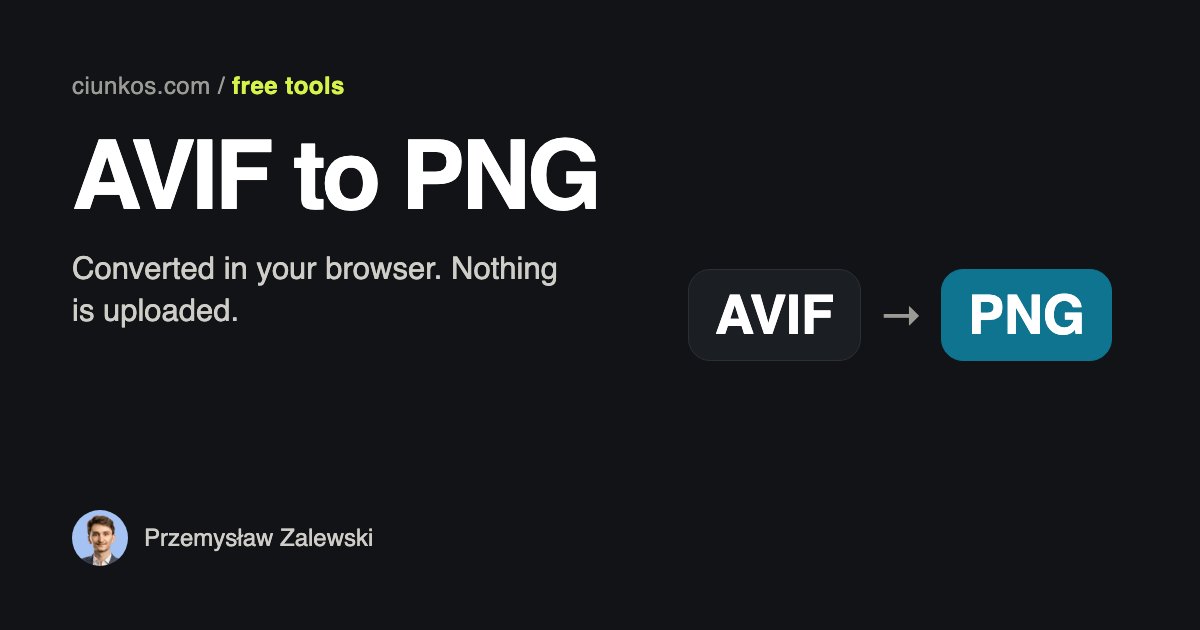 ciunkos.com / free tools
AVIF to PNG
Converted in your browser. Nothing
is uploaded.
AVIF → PNG
Przemysław Zalewski